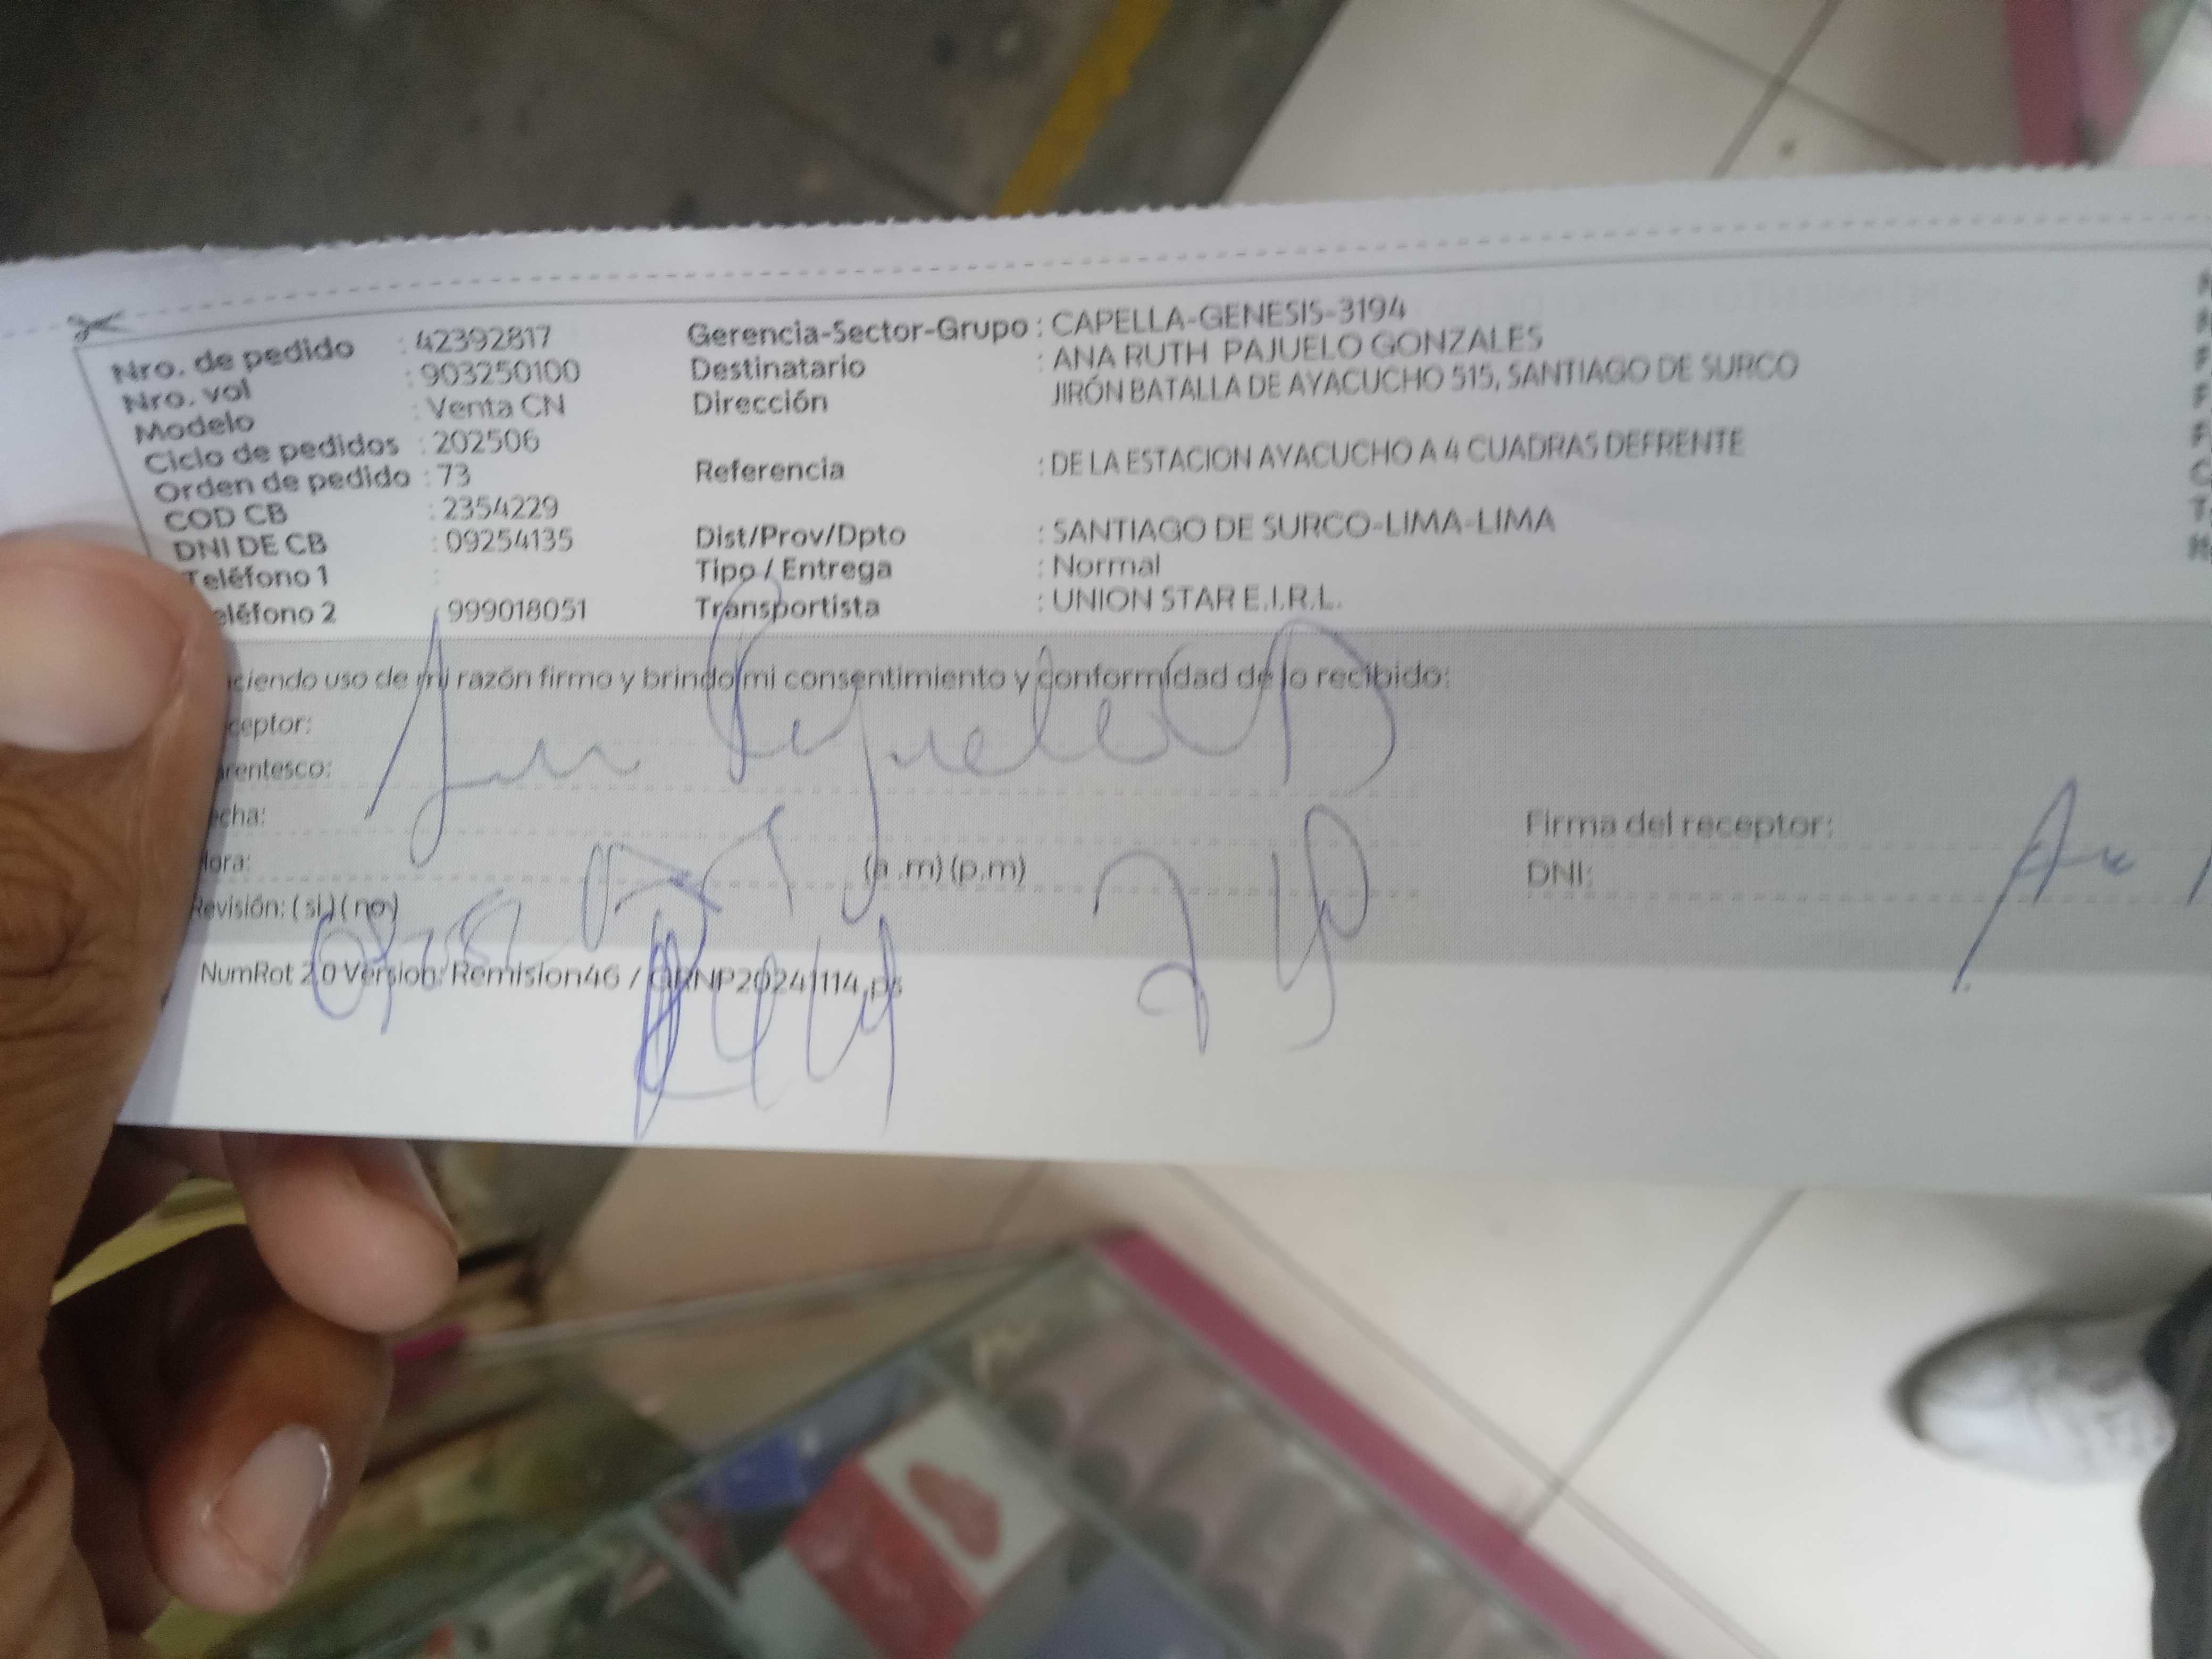 Nro. de pedido : 42392817 Gerencia-Sector-Grupo : CAPELLA-GENESIS-3194
Nro. vol : 903250100 Destinatario : ANA RUTH PAJUELO GONZALES
Modelo : Venta CN Dirección JIRÓN BATALLA DE AYACUCHO 515, SANTIAGO DE SURCO
Ciclo de pedidos : 202506
Orden de pedido : 73 Referencia : DE LA ESTACION AYACUCHO A 4 CUADRAS DEFRENTE
COD CB : 2354229
DNI DE CB : 09254135 Dist/Prov/Dpto : SANTIAGO DE SURCO-LIMA-LIMA
Teléfono 1 : Tipo / Entrega : Normal
eléfono 2 : 999018051 Transportista : UNION STAR E.I.R.L.
ciendo uso de mi razón firmo y brindo mi consentimiento y conformidad de lo recibido:
ceptor:
rentesco:
cha: Firma del receptor:
ora: (a .m) (p.m) DNI:
Revisión: ( si ) ( no )
NumRot 2.0 Version: Remision46 / GRNP20241114.ps